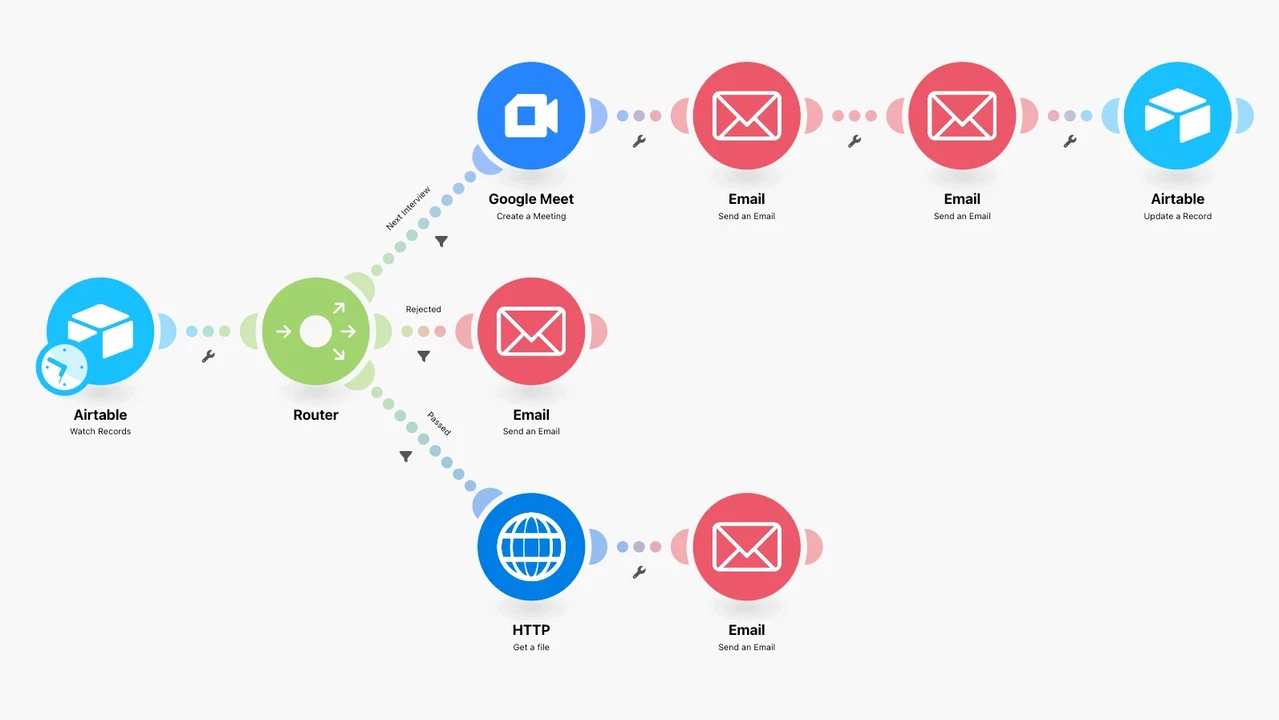 Google Meet
Create a Meeting
Email
Send an Email
Email
Send an Email
Airtable
Update a Record
Next Interview
Airtable
Watch Records
Router
Rejected
Email
Send an Email
Passed
HTTP
Get a file
Email
Send an Email